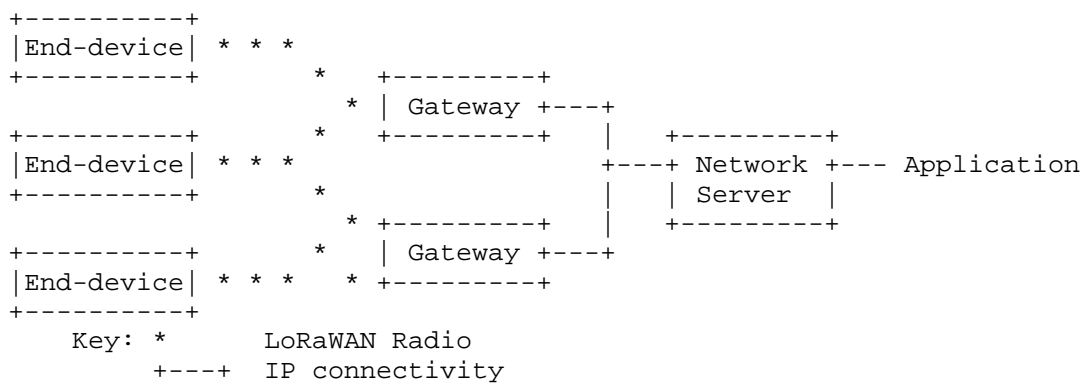 +----------+
|End-device| * * *
+----------+       *   +---------+
                     * | Gateway +---+
+----------+       *   +---------+   |   +---------+
|End-device| * * *                   +---+ Network +--- Application
+----------+       *                 |   | Server  |
                     * +---------+   |   +---------+
+----------+       *   | Gateway +---+
|End-device| * * *   * +---------+
+----------+
    Key: *      LoRaWAN Radio
         +---+  IP connectivity